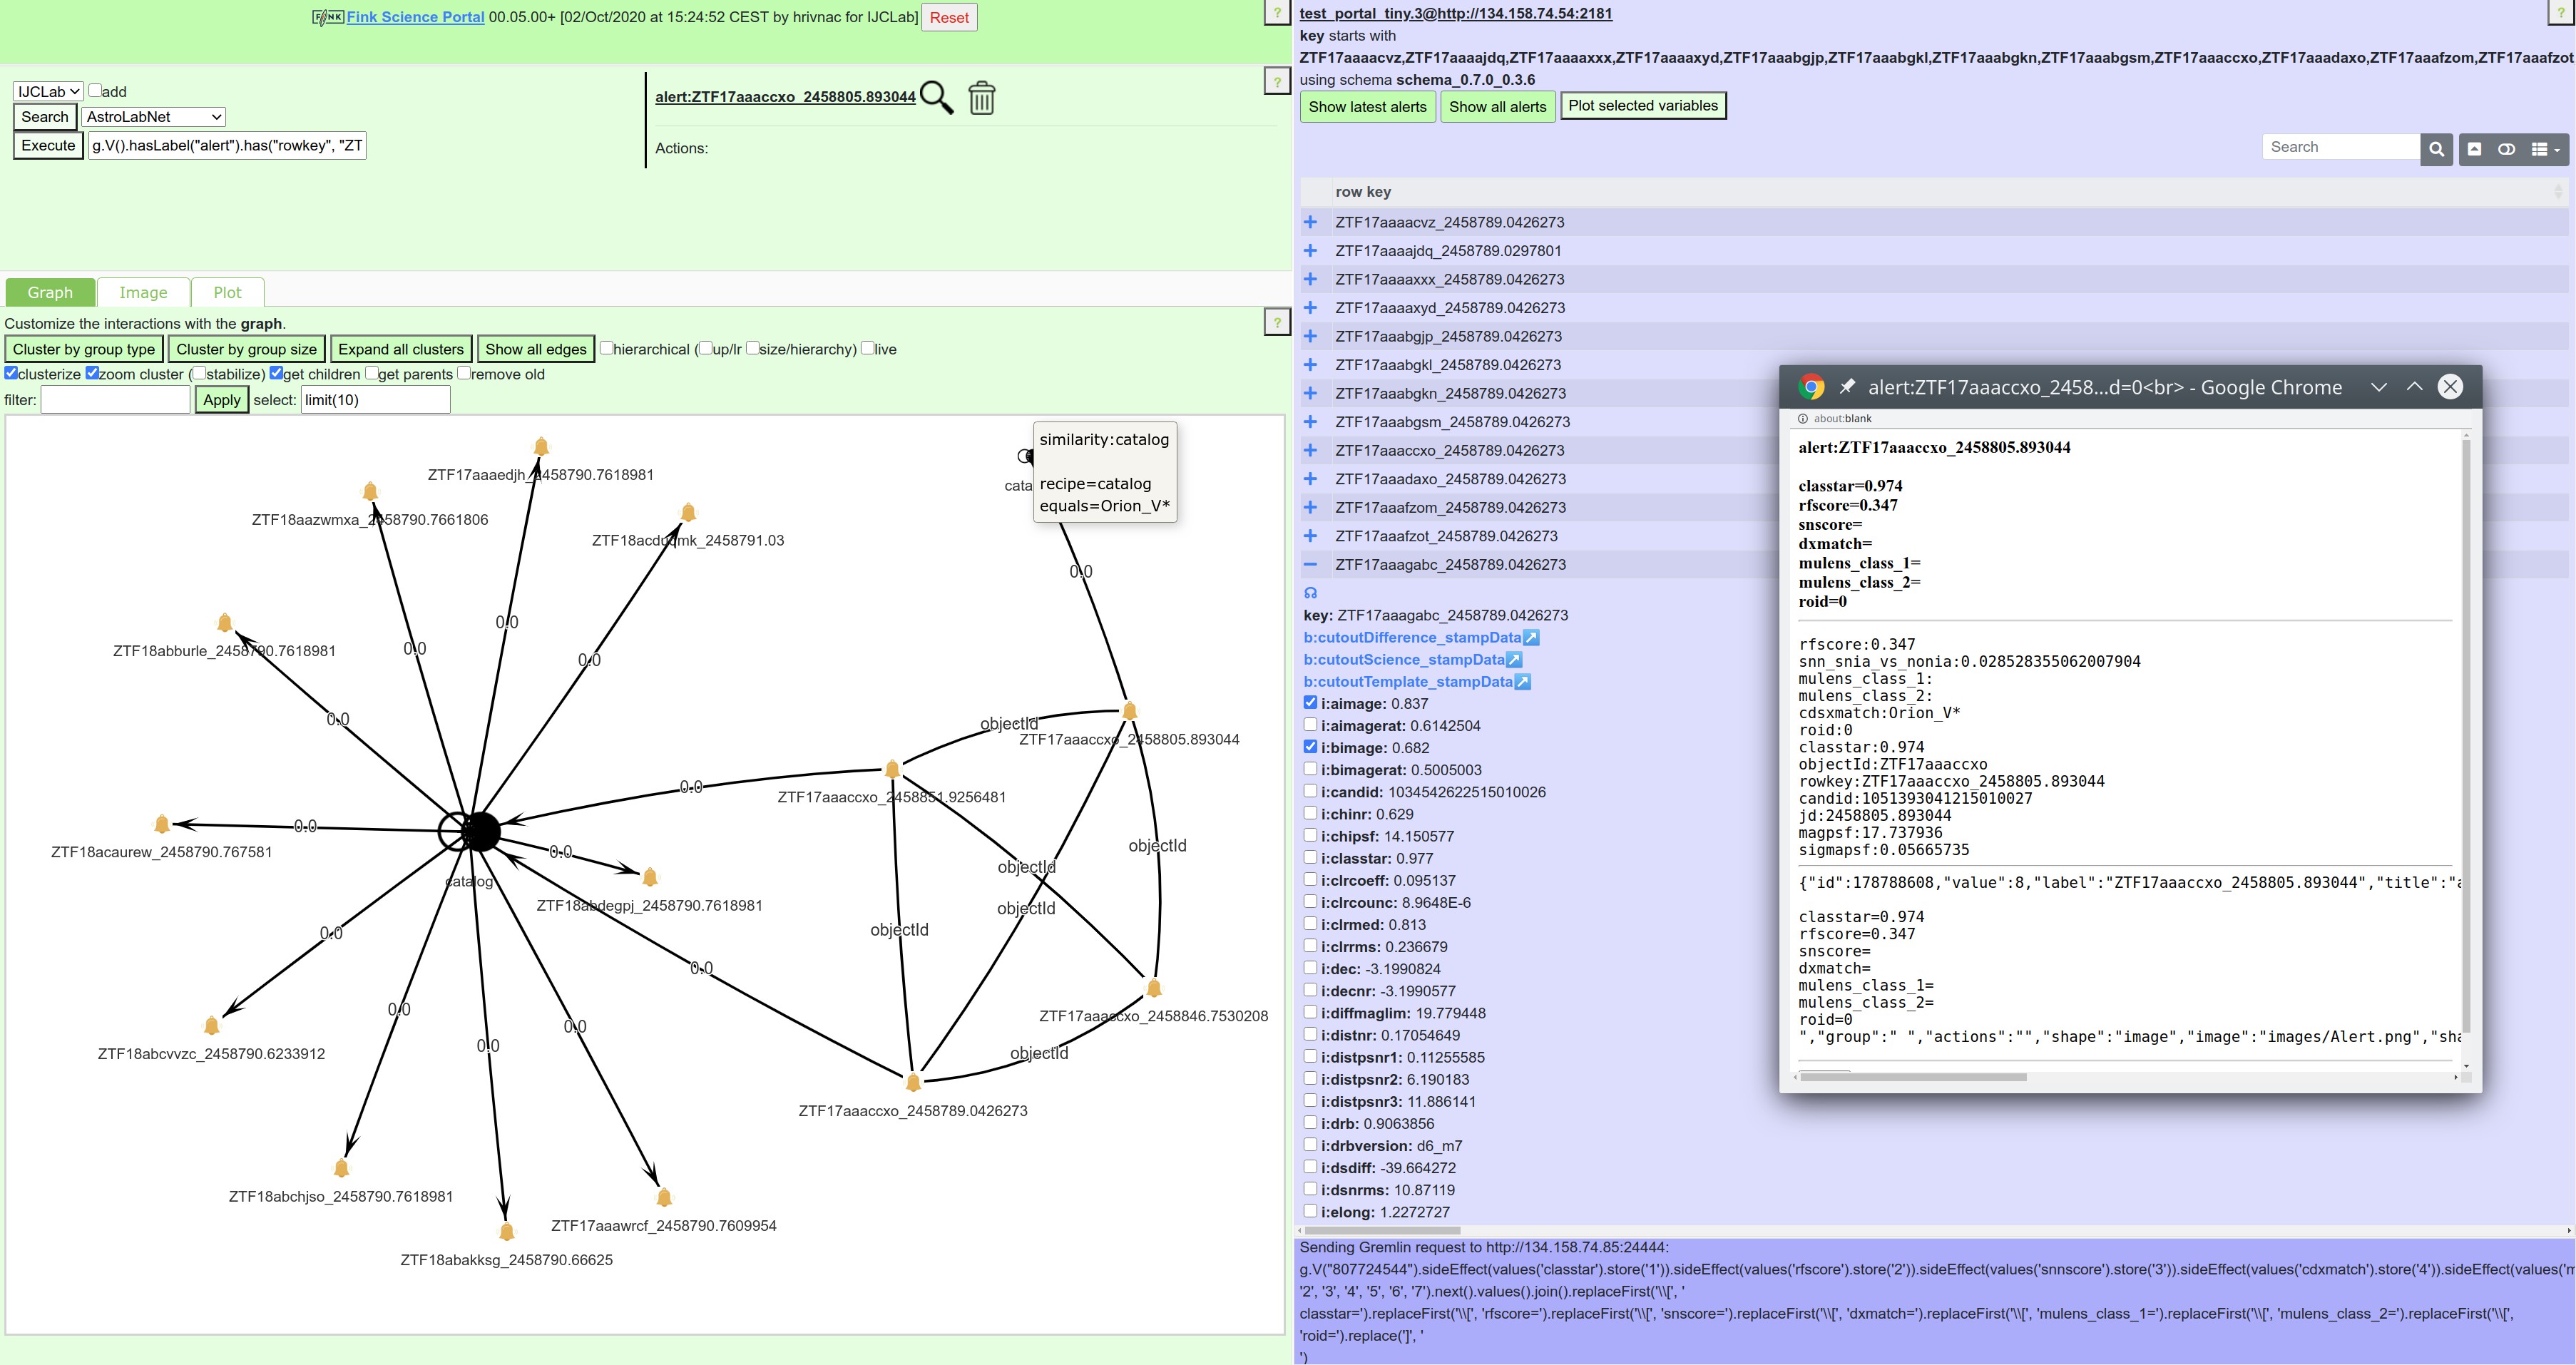 FINK Fink Science Portal 00.05.00+ [02/Oct/2020 at 15:24:52 CEST by hrivnac for IJCLab] Reset
?
IJCLab add
Search AstroLabNet
Execute g.V().hasLabel("alert").has("rowkey", "ZT
alert:ZTF17aaaccxo_2458805.893044
Actions:
?
Graph Image Plot
Customize the interactions with the graph.
?
Cluster by group type Cluster by group size Expand all clusters Show all edges hierarchical (up/lr size/hierarchy) live
clusterize zoom cluster (stabilize) get children get parents remove old
filter: Apply select: limit(10)
similarity:catalog
recipe=catalog
equals=Orion_V*
cata
ZTF17aaaedjh_2458790.7618981
ZTF18aazwmxa_2458790.7661806
ZTF18acduqmk_2458791.03
0.0
0.0
0.0
0.0
ZTF18abburle_2458790.7618981
0.0
objectId
ZTF17aaaccxo_2458805.893044
0.0
ZTF17aaaccxo_2458851.9256481
0.0
ZTF18acaurew_2458790.767581
0.0
objectId
objectId
catalog
ZTF18abdegpj_2458790.7618981
objectId
objectId
0.0
0.0
0.0
ZTF17aaaccxo_2458846.7530208
0.0
0.0
objectId
ZTF18abcvvzc_2458790.6233912
ZTF17aaaccxo_2458789.0426273
ZTF18abchjso_2458790.7618981
ZTF17aaawrcf_2458790.7609954
ZTF18abakksg_2458790.66625
test_portal_tiny.3@http://134.158.74.54:2181
?
key starts with
ZTF17aaaacvz,ZTF17aaaajdq,ZTF17aaaaxxx,ZTF17aaaaxyd,ZTF17aaabgjp,ZTF17aaabgkl,ZTF17aaabgkn,ZTF17aaabgsm,ZTF17aaaccxo,ZTF17aaadaxo,ZTF17aaafzom,ZTF17aaafzot
using schema schema_0.7.0_0.3.6
Show latest alerts Show all alerts Plot selected variables
Search
row key
ZTF17aaaacvz_2458789.0426273
ZTF17aaaajdq_2458789.0297801
ZTF17aaaaxxx_2458789.0426273
ZTF17aaaaxyd_2458789.0426273
ZTF17aaabgjp_2458789.0426273
ZTF17aaabgkl_2458789.0426273
ZTF17aaabgkn_2458789.0426273
ZTF17aaabgsm_2458789.0426273
ZTF17aaaccxo_2458789.0426273
ZTF17aaadaxo_2458789.0426273
ZTF17aaafzom_2458789.0426273
ZTF17aaafzot_2458789.0426273
ZTF17aaagabc_2458789.0426273
key: ZTF17aaagabc_2458789.0426273
b:cutoutDifference_stampData
b:cutoutScience_stampData
b:cutoutTemplate_stampData
i:aimage: 0.837
i:aimagerat: 0.6142504
i:bimage: 0.682
i:bimagerat: 0.5005003
i:candid: 1034542622515010026
i:chinr: 0.629
i:chipsf: 14.150577
i:classtar: 0.977
i:clrcoeff: 0.095137
i:clrcounc: 8.9648E-6
i:clrmed: 0.813
i:clrrms: 0.236679
i:dec: -3.1990824
i:decnr: -3.1990577
i:diffmaglim: 19.779448
i:distnr: 0.17054649
i:distpsnr1: 0.11255585
i:distpsnr2: 6.190183
i:distpsnr3: 11.886141
i:drb: 0.9063856
i:drbversion: d6_m7
i:dsdiff: -39.664272
i:dsnrms: 10.87119
i:elong: 1.2272727
alert:ZTF17aaaccxo_2458...d=0<br> - Google Chrome
about:blank
alert:ZTF17aaaccxo_2458805.893044
classtar=0.974
rfscore=0.347
snscore=
dxmatch=
mulens_class_1=
mulens_class_2=
roid=0
rfscore:0.347
snn_snia_vs_nonia:0.028528355062007904
mulens_class_1:
mulens_class_2:
cdsxmatch:Orion_V*
roid:0
classtar:0.974
objectId:ZTF17aaaccxo
rowkey:ZTF17aaaccxo_2458805.893044
candid:1051393041215010027
jd:2458805.893044
magpsf:17.737936
sigmapsf:0.05665735
{"id":178788608,"value":8,"label":"ZTF17aaaccxo_2458805.893044","title":"a
classtar=0.974
rfscore=0.347
snscore=
dxmatch=
mulens_class_1=
mulens_class_2=
roid=0
","group":" ","actions":"","shape":"image","image":"images/Alert.png","sha
Sending Gremlin request to http://134.158.74.85:24444:
g.V("807724544").sideEffect(values('classtar').store('1')).sideEffect(values('rfscore').store('2')).sideEffect(values('snnscore').store('3')).sideEffect(values('cdxmatch').store('4')).sideEffect(values('m
'2', '3', '4', '5', '6', '7').next().values().join().replaceFirst('\\[', '
classtar=').replaceFirst('\\[', 'rfscore=').replaceFirst('\\[', 'snscore=').replaceFirst('\\[', 'dxmatch=').replaceFirst('\\[', 'mulens_class_1=').replaceFirst('\\[', 'mulens_class_2=').replaceFirst('\\[',
'roid=').replace(']', '
')